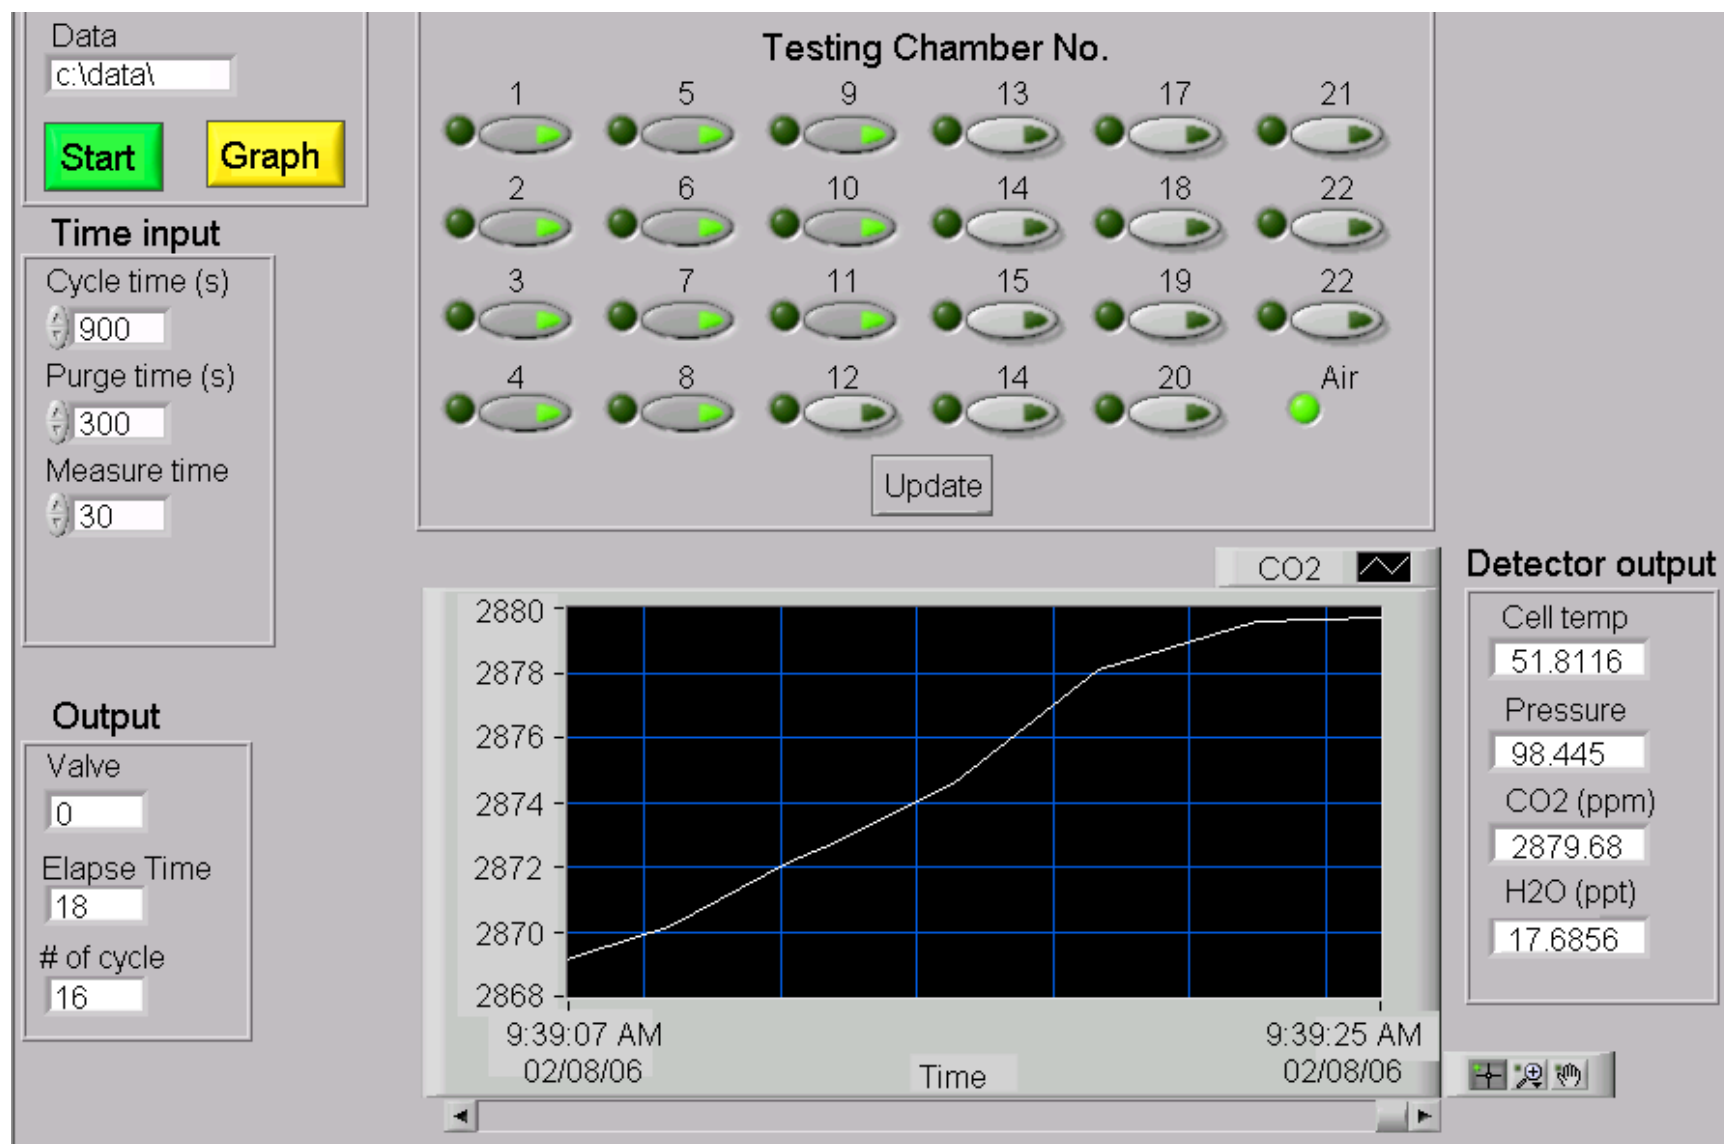 Data
c:\data\
Start Graph
Time input
Cycle time (s)
900
Purge time (s)
300
Measure time
30
Output
Valve
0
Elapse Time
18
# of cycle
16
Testing Chamber No.
1 5 9 13 17 21
2 6 10 14 18 22
3 7 11 15 19 22
4 8 12 14 20 Air
Update
CO2
2880
2878
2876
2874
2872
2870
2868
9:39:07 AM 9:39:25 AM
02/08/06 Time 02/08/06
Detector output
Cell temp
51.8116
Pressure
98.445
CO2 (ppm)
2879.68
H2O (ppt)
17.6856